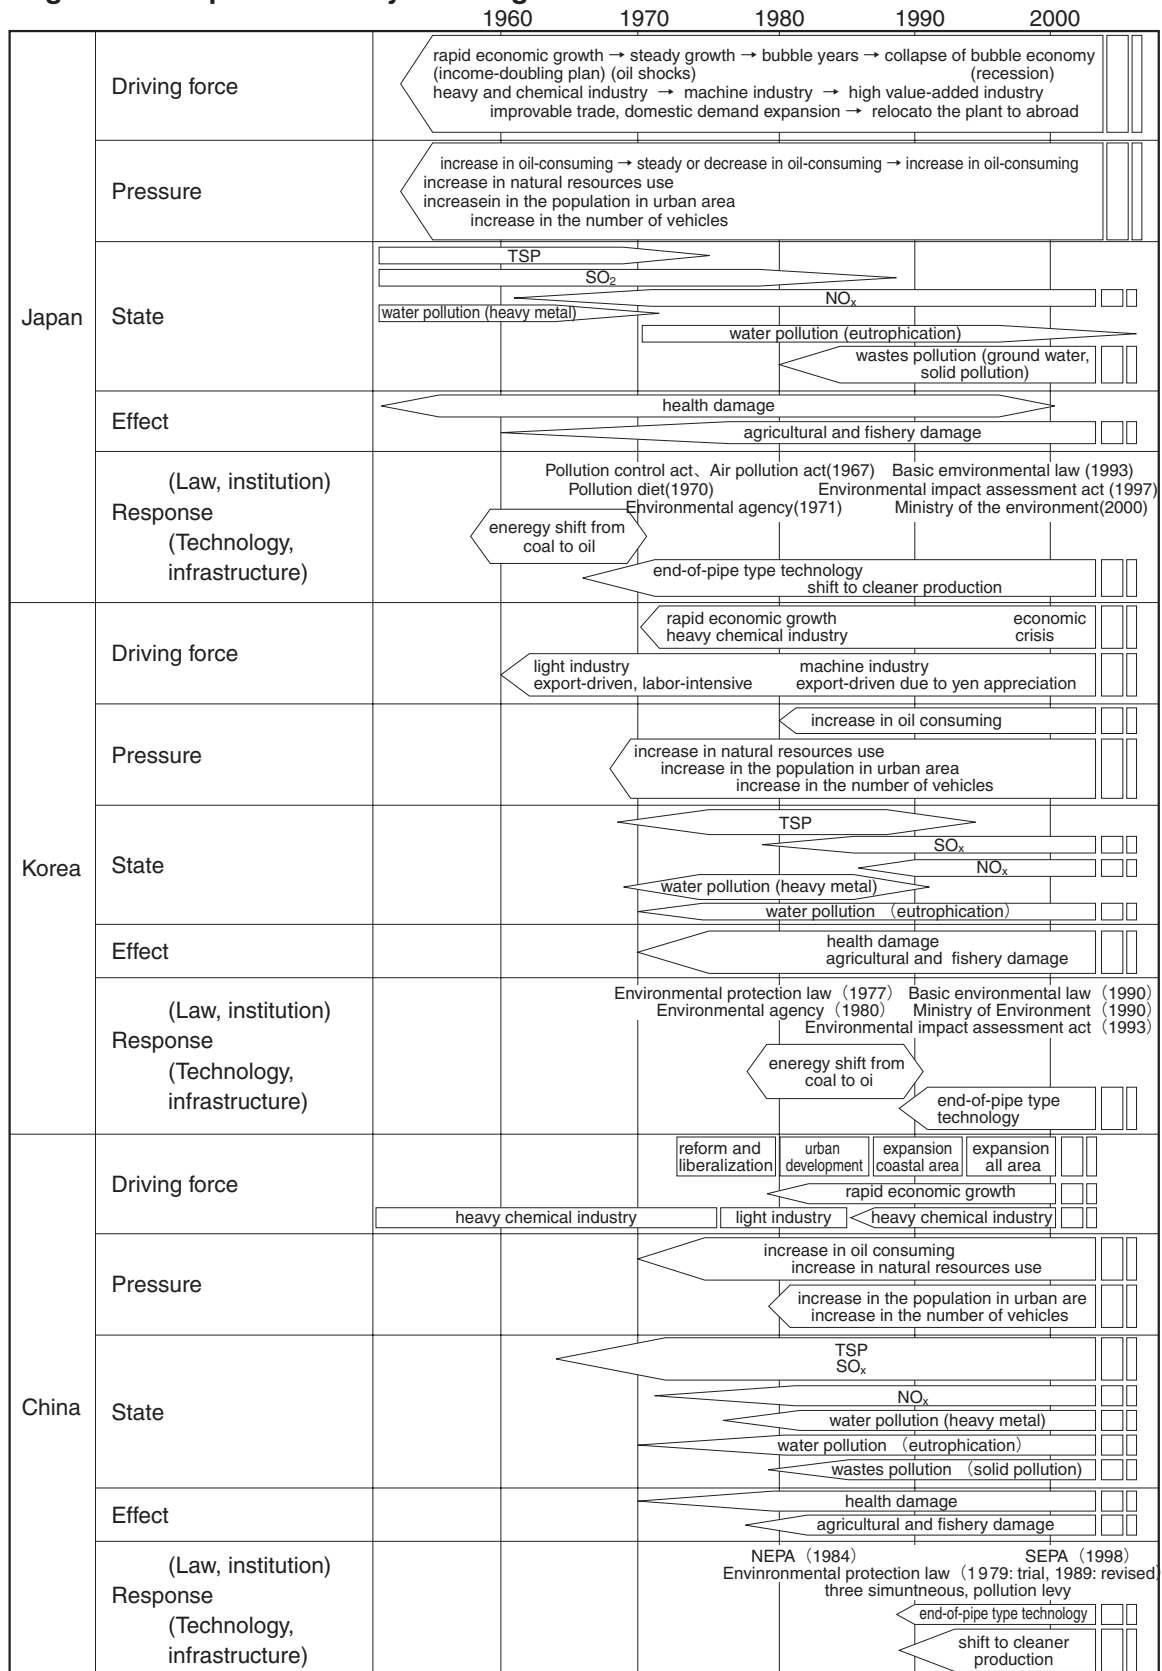 1960 1970 1980 1990 2000
Japan
Driving force
rapid economic growth → steady growth → bubble years → collapse of bubble economy
(income-doubling plan) (oil shocks) (recession)
heavy and chemical industry → machine industry → high value-added industry
improvable trade, domestic demand expansion → relocato the plant to abroad
Pressure
increase in oil-consuming → steady or decrease in oil-consuming → increase in oil-consuming
increase in natural resources use
increasein in the population in urban area
increase in the number of vehicles
State
TSP
SO₂
NOₓ
water pollution (heavy metal)
water pollution (eutrophication)
wastes pollution (ground water,
solid pollution)
Effect
health damage
agricultural and fishery damage
(Law, institution)
Response
(Technology,
infrastructure)
Pollution control act、Air pollution act(1967) Basic emvironmental law (1993)
Pollution diet(1970) Environmental impact assessment act (1997)
Environmental agency(1971) Ministry of the environment(2000)
eneregy shift from
coal to oil
end-of-pipe type technology
shift to cleaner production
Korea
Driving force
rapid economic growth economic
heavy chemical industry crisis
light industry machine industry
export-driven, labor-intensive export-driven due to yen appreciation
Pressure
increase in oil consuming
increase in natural resources use
increase in the population in urban area
increase in the number of vehicles
State
TSP
SOₓ
NOₓ
water pollution (heavy metal)
water pollution （eutrophication）
Effect
health damage
agricultural and fishery damage
(Law, institution)
Response
(Technology,
infrastructure)
Environmental protection law（1977） Basic environmental law（1990）
Environmental agency（1980） Ministry of Environment（1990）
Environmental impact assessment act（1993）
eneregy shift from
coal to oi
end-of-pipe type
technology
China
Driving force
reform and urban expansion expansion
liberalization development coastal area all area
rapid economic growth
heavy chemical industry light industry heavy chemical industry
Pressure
increase in oil consuming
increase in natural resources use
increase in the population in urban are
increase in the number of vehicles
State
TSP
SOₓ
NOₓ
water pollution (heavy metal)
water pollution （eutrophication）
wastes pollution （solid pollution)
Effect
health damage
agricultural and fishery damage
(Law, institution)
Response
(Technology,
infrastructure)
NEPA（1984） SEPA（1998）
Envinronmental protection law（1979: trial, 1989: revised）
three simuntneous, pollution levy
end-of-pipe type technology
shift to cleaner
production